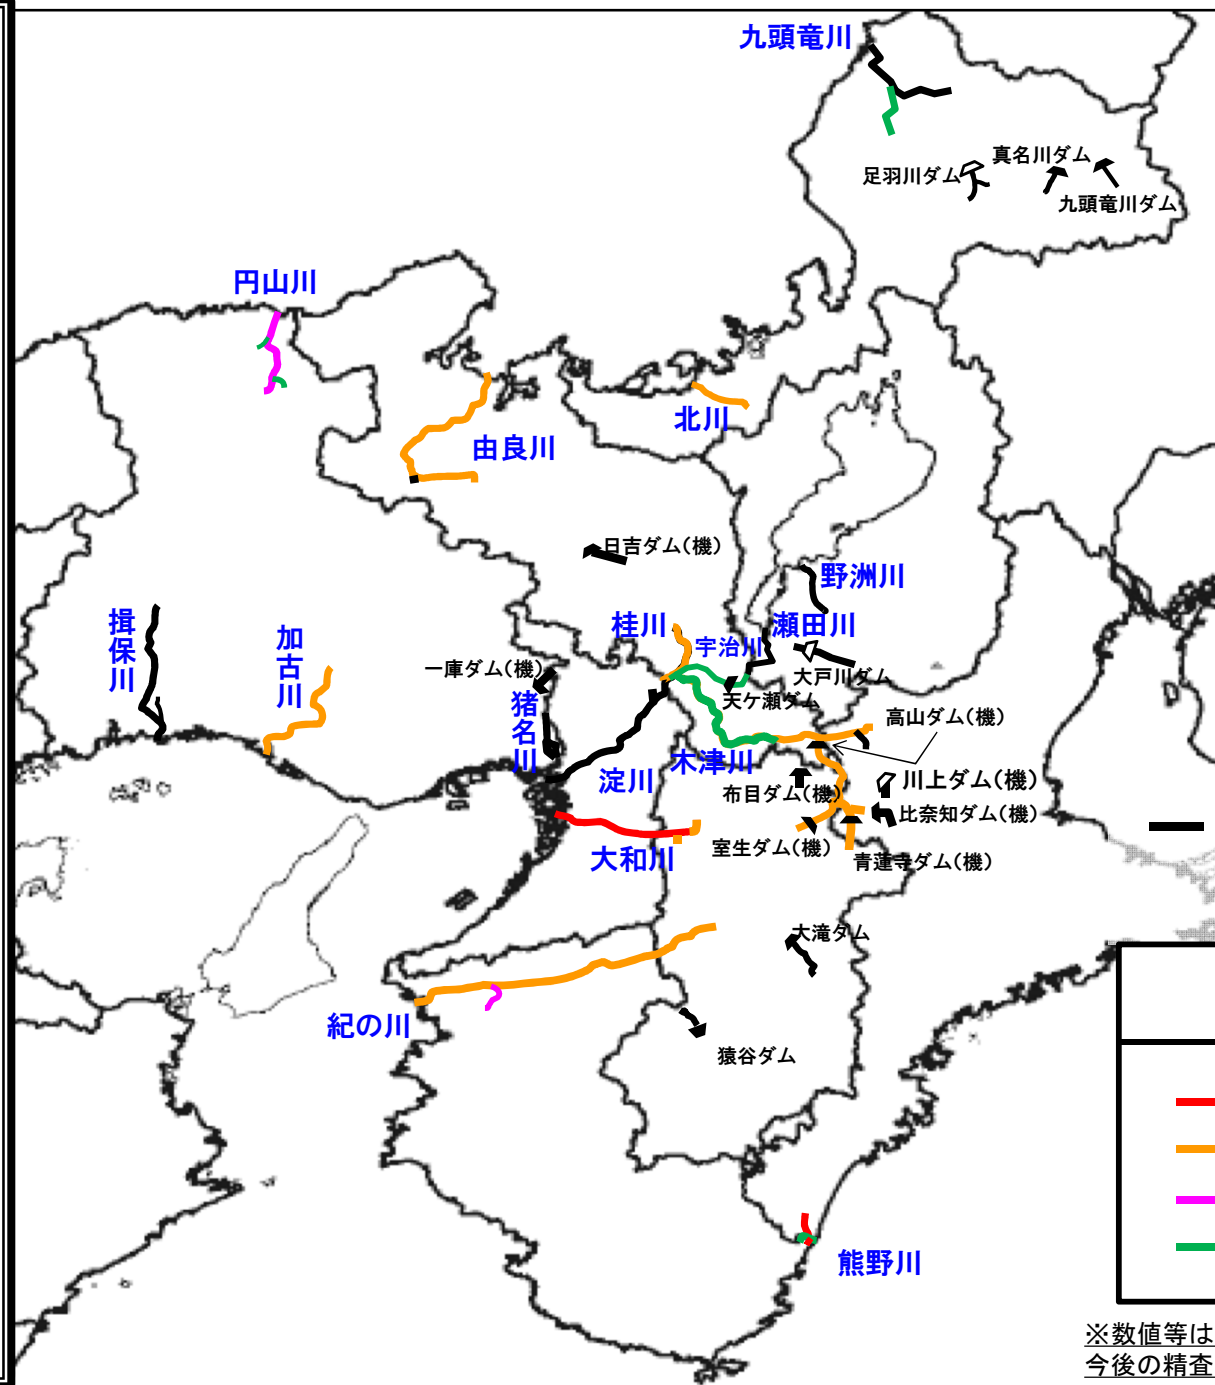 九頭竜川
真名川ダム
足羽川ダム
九頭竜川ダム
円山川
北川
由良川
日吉ダム(機)
野洲川
揖保川
加古川
桂川
宇治川
瀬田川
一庫ダム(機)
大戸川ダム
天ケ瀬ダム
猪名川
高山ダム(機)
淀川
木津川
川上ダム(機)
布目ダム(機)
比奈知ダム(機)
室生ダム(機)
大和川
青蓮寺ダム(機)
大滝ダム
紀の川
猿谷ダム
熊野川
※数値等は
今後の精査